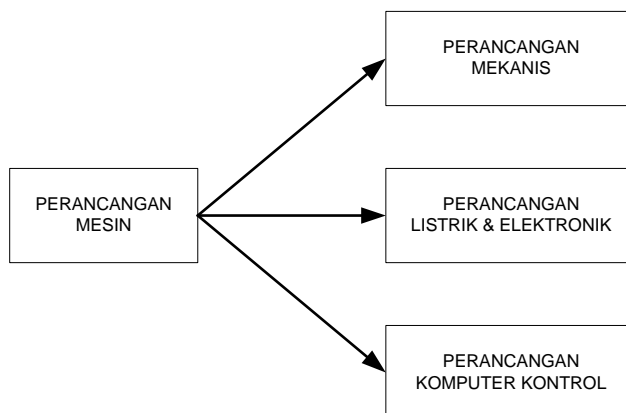 PERANCANGAN
MEKANIS
PERANCANGAN
MESIN
PERANCANGAN
LISTRIK & ELEKTRONIK
PERANCANGAN
KOMPUTER KONTROL